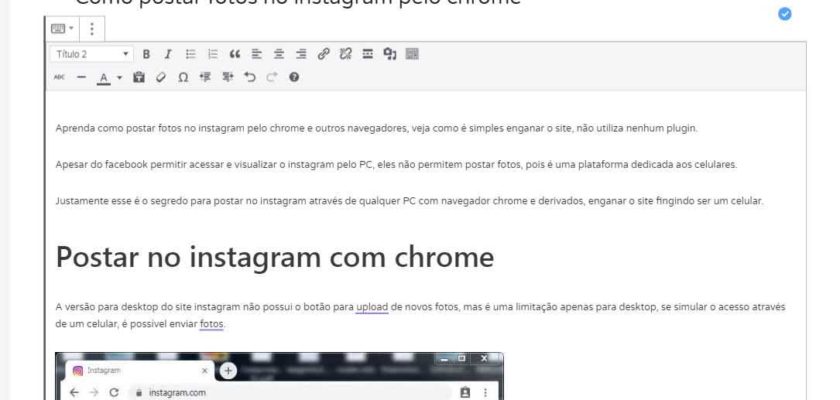 Como postar fotos no instagram pelo chrome
Título 2
ABC
A
Aprenda como postar fotos no instagram pelo chrome e outros navegadores, veja como é simples enganar o site, não utiliza nenhum plugin.
Apesar do facebook permitir acessar e visualizar o instagram pelo PC, eles não permitem postar fotos, pois é uma plataforma dedicada aos celulares.
Justamente esse é o segredo para postar no instagram através de qualquer PC com navegador chrome e derivados, enganar o site fingindo ser um celular.
Postar no instagram com chrome
A versão para desktop do site instagram não possui o botão para upload de novos fotos, mas é uma limitação apenas para desktop, se simular o acesso através
de um celular, é possivel enviar fotos.
Instagram
instagram.com